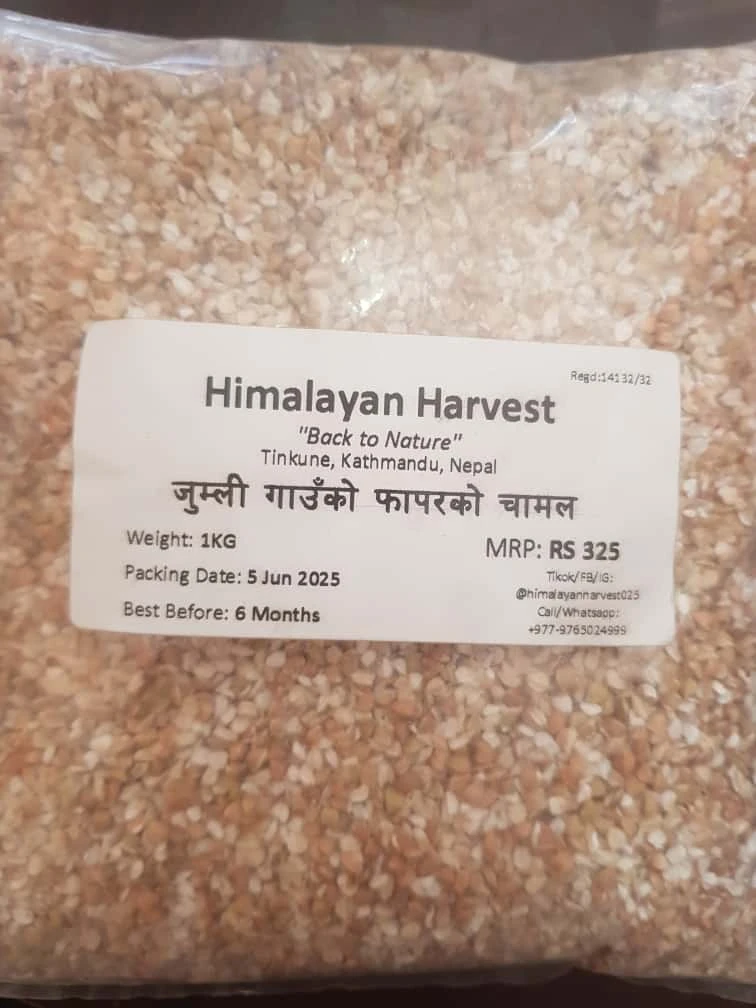 Regd:14132/32
Himalayan Harvest
"Back to Nature"
Tinkune, Kathmandu, Nepal
जुम्ली गाउँको फापरको चामल
Weight: 1KG
MRP: RS 325
Packing Date: 5 Jun 2025
Best Before: 6 Months
Tikok/FB/IG:
@himalayanharvest025
Call/Whatsapp:
+977-9765024999